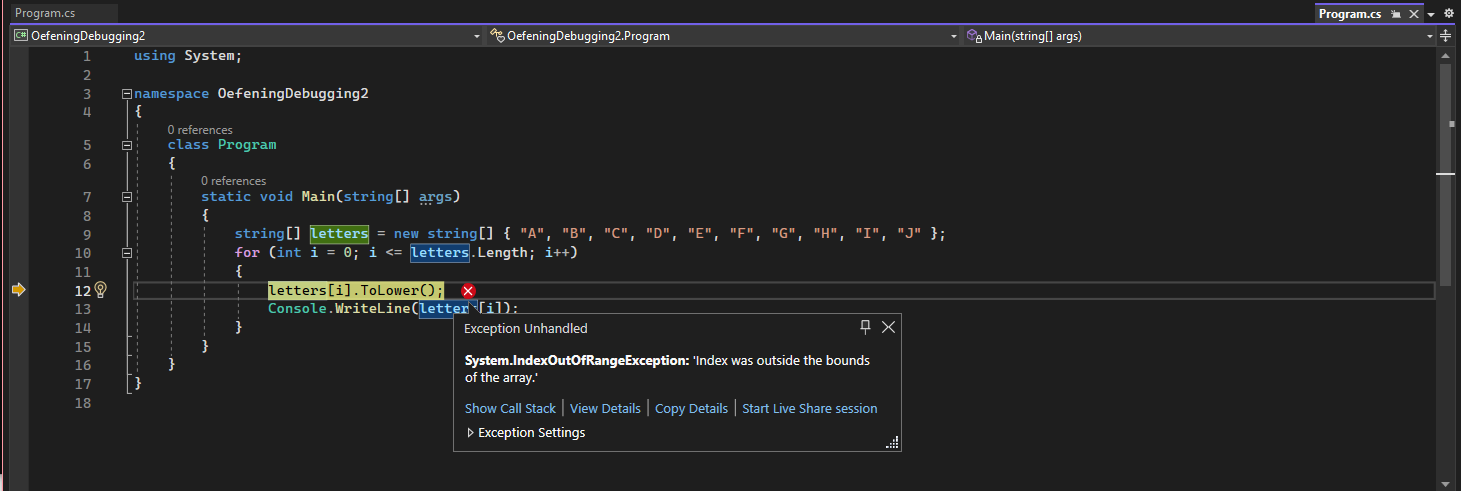 Program.cs
Program.cs
C# OefeningDebugging2 OefeningDebugging2.Program Main(string[] args)
1 using System;
2
3 namespace OefeningDebugging2
4 {
0 references
5 class Program
6 {
0 references
7 static void Main(string[] args)
8 {
9 string[] letters = new string[] { "A", "B", "C", "D", "E", "F", "G", "H", "I", "J" };
10 for (int i = 0; i <= letters.Length; i++)
11 {
12 letters[i].ToLower();
13 Console.WriteLine(letter [i]);
14 }
15 }
16 }
17 }
18
Exception Unhandled
System.IndexOutOfRangeException: 'Index was outside the bounds
of the array.'
Show Call Stack | View Details | Copy Details | Start Live Share session
Exception Settings